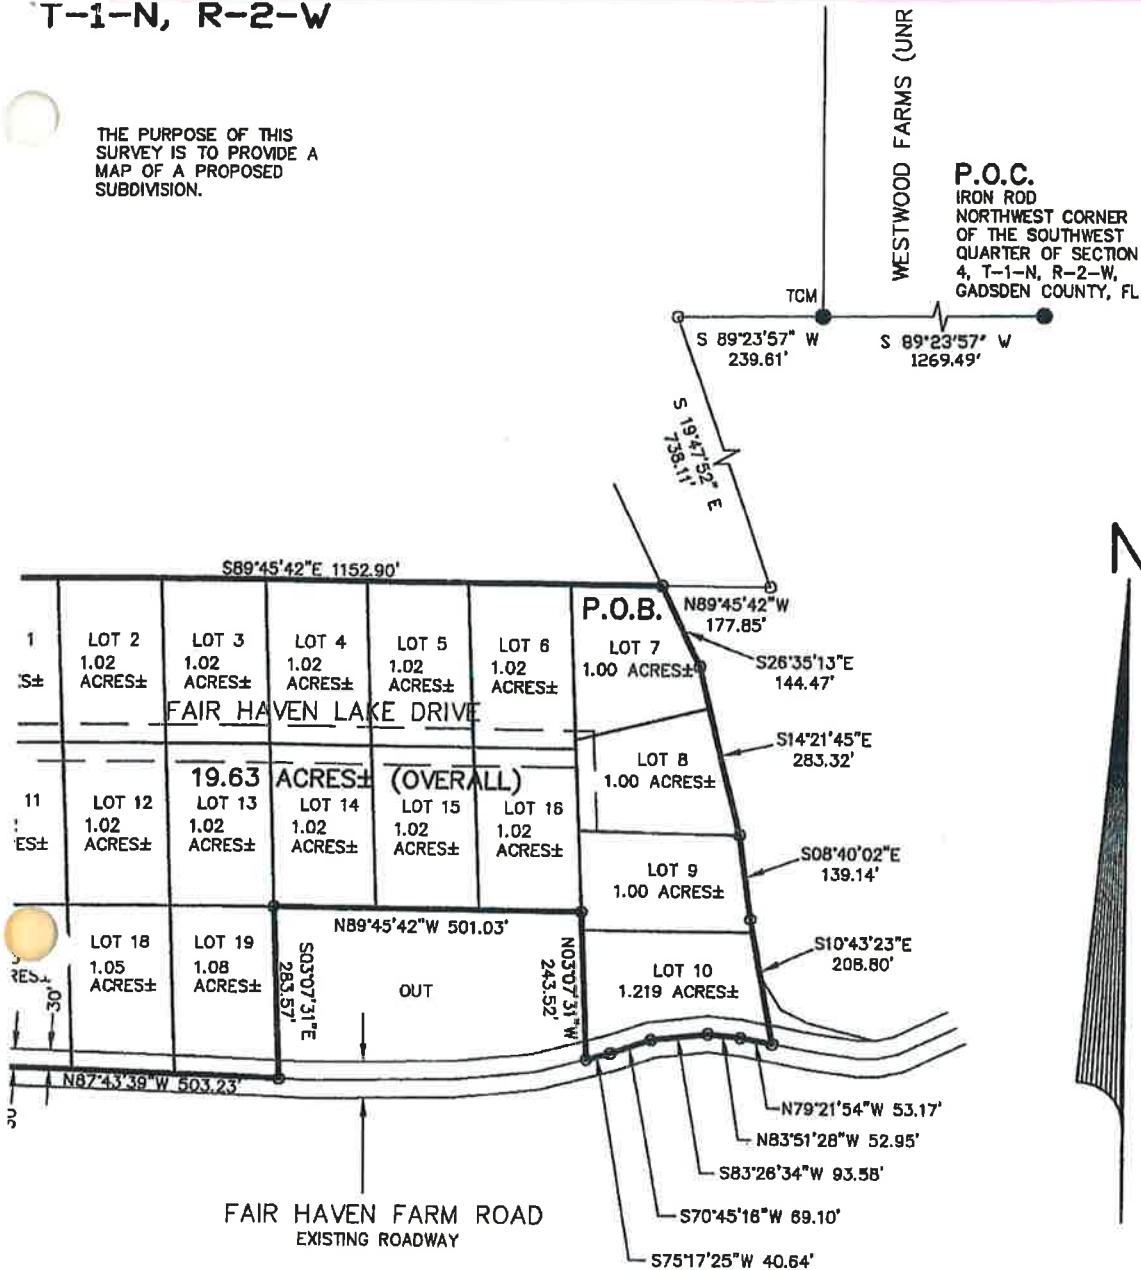 T-1-N, R-2-W
THE PURPOSE OF THIS
SURVEY IS TO PROVIDE A
MAP OF A PROPOSED
SUBDIVISION.
WESTWOOD FARMS (UNR
P.O.C.
IRON ROD
NORTHWEST CORNER
OF THE SOUTHWEST
QUARTER OF SECTION
4, T-1-N, R-2-W,
GADSDEN COUNTY, FL
TCM
S 89°23'57" W
239.61'
S 89°23'57" W
1269.49'
S 19°47'52" E
738.11'
N
S89°45'42"E 1152.90'
P.O.B.
N89°45'42"W
177.85'
1
S±
LOT 2
1.02
ACRES±
LOT 3
1.02
ACRES±
LOT 4
1.02
ACRES±
LOT 5
1.02
ACRES±
LOT 6
1.02
ACRES±
LOT 7
1.00 ACRES±
S26°35'13"E
144.47'
FAIR HAVEN LAKE DRIVE
S14°21'45"E
283.32'
LOT 8
1.00 ACRES±
19.63 ACRES± (OVERALL)
11
ES±
LOT 12
1.02
ACRES±
LOT 13
1.02
ACRES±
LOT 14
1.02
ACRES±
LOT 15
1.02
ACRES±
LOT 16
1.02
ACRES±
S08°40'02"E
139.14'
LOT 9
1.00 ACRES±
N89°45'42"W 501.03'
S10°43'23"E
208.80'
RES±
LOT 18
1.05
ACRES±
LOT 19
1.08
ACRES±
S03°07'31"E
283.57'
OUT
N03°07'31"W
243.52'
LOT 10
1.219 ACRES±
30'
N87°43'39"W 503.23'
N79°21'54"W 53.17'
N83°51'28"W 52.95'
S83°26'34"W 93.58'
S70°45'16"W 69.10'
S75°17'25"W 40.64'
FAIR HAVEN FARM ROAD
EXISTING ROADWAY